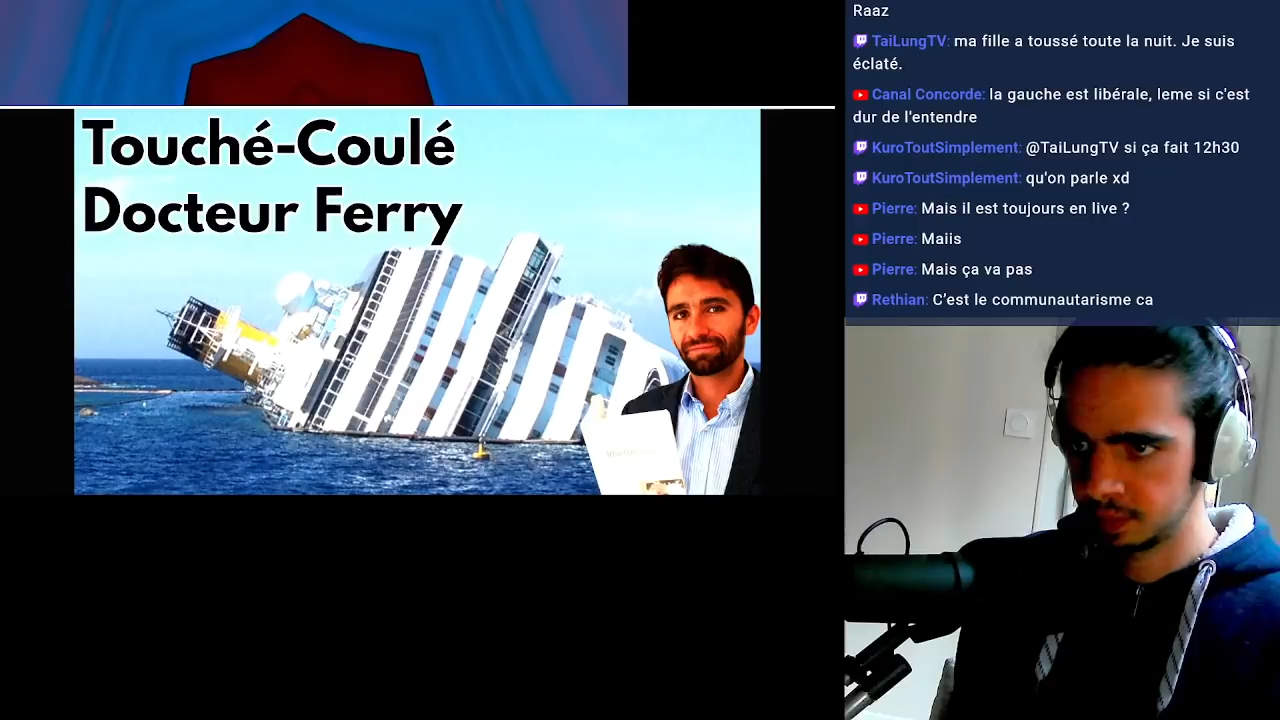 Touché-Coulé
Docteur Ferry
Raaz
TaiLungTV: ma fille a toussé toute la nuit. Je suis
éclaté.
Canal Concorde: la gauche est libérale, leme si c'est
dur de l'entendre
KuroToutSimplement: @TaiLungTV si ça fait 12h30
KuroToutSimplement: qu'on parle xd
Pierre: Mais il est toujours en live ?
Pierre: Maiis
Pierre: Mais ça va pas
Rethian: C'est le communautarisme ca